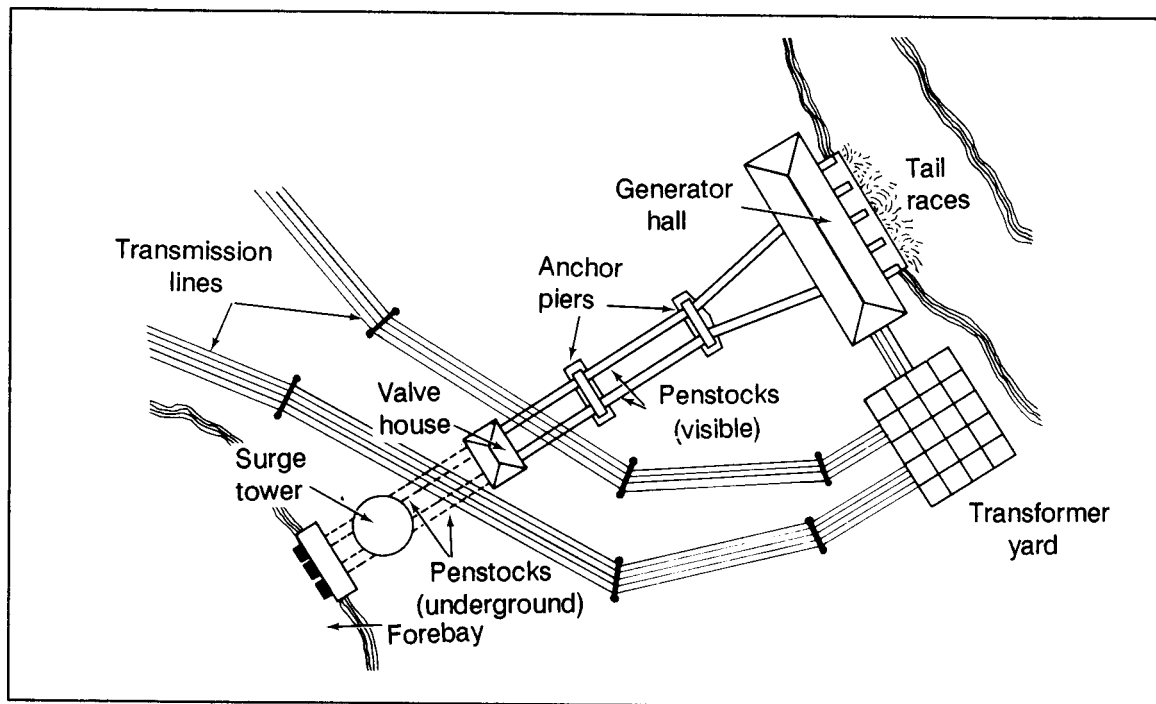 Tail
races
Generator
hall
Transmission
lines
Anchor
piers
Valve
house
Penstocks
(visible)
Surge
tower
Transformer
yard
Penstocks
(underground)
Forebay